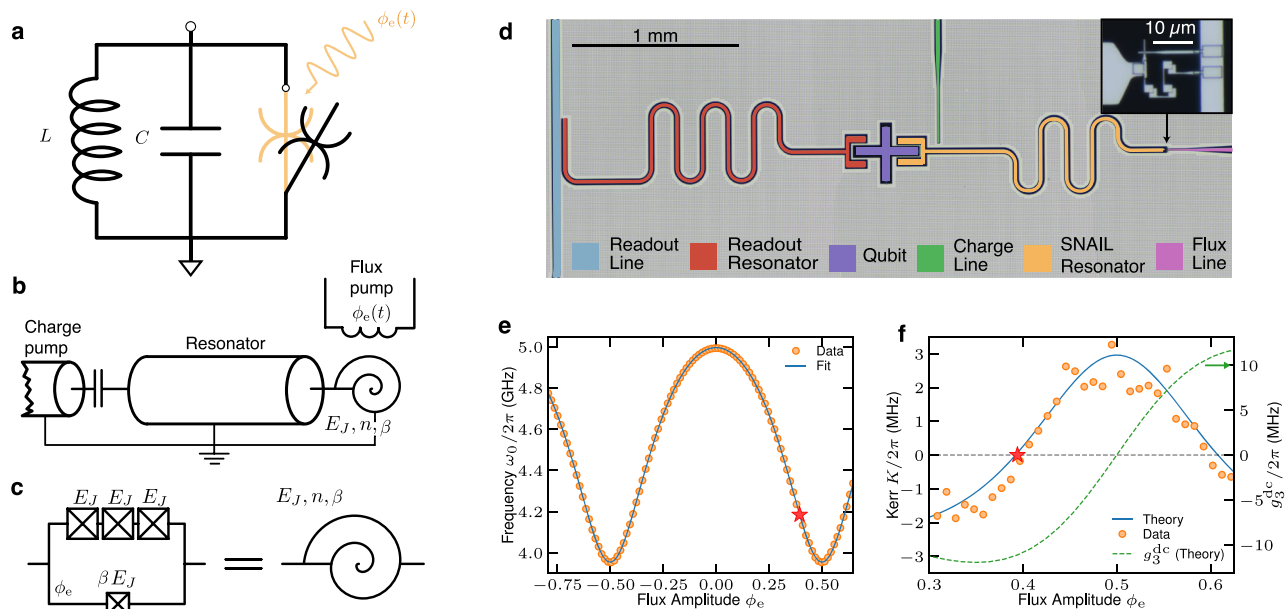 a
ϕe(t)
L
C
b
Flux
pump
ϕe(t)
Charge
pump
Resonator
EJ, n, β
c
EJ EJ EJ
EJ, n, β
ϕe
βEJ
d
1 mm
10 µm
Readout
Line
Readout
Resonator
Qubit
Charge
Line
SNAIL
Resonator
Flux
Line
e
Frequency ω0/2π (GHz)
5.0
4.8
4.6
4.4
4.2
4.0
Data
Fit
−0.75 −0.50 −0.25 0.00 0.25 0.50
Flux Amplitude ϕe
f
Kerr K/2π (MHz)
3
2
1
0
−1
−2
−3
Theory
Data
g3dc (Theory)
0.3 0.4 0.5 0.6
Flux Amplitude ϕe
10
5
0
−5
−10
g3dc/2π (MHz)